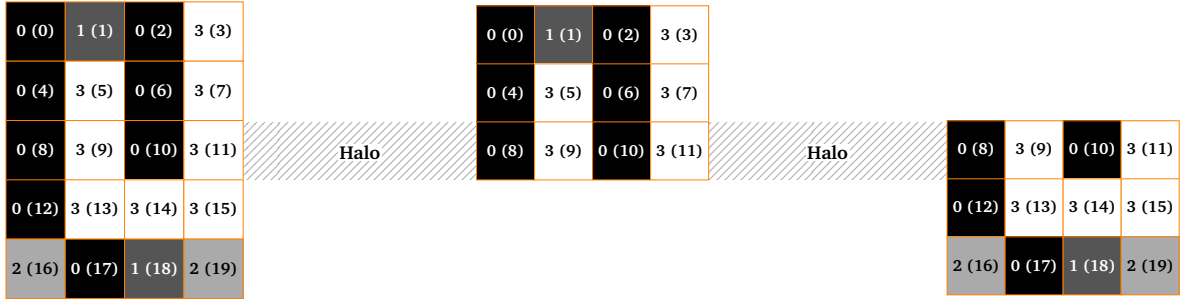 0 (0) 1 (1) 0 (2) 3 (3)
0 (4) 3 (5) 0 (6) 3 (7)
0 (8) 3 (9) 0 (10) 3 (11)
0 (12) 3 (13) 3 (14) 3 (15)
2 (16) 0 (17) 1 (18) 2 (19)
Halo
0 (0) 1 (1) 0 (2) 3 (3)
0 (4) 3 (5) 0 (6) 3 (7)
0 (8) 3 (9) 0 (10) 3 (11)
Halo
0 (8) 3 (9) 0 (10) 3 (11)
0 (12) 3 (13) 3 (14) 3 (15)
2 (16) 0 (17) 1 (18) 2 (19)